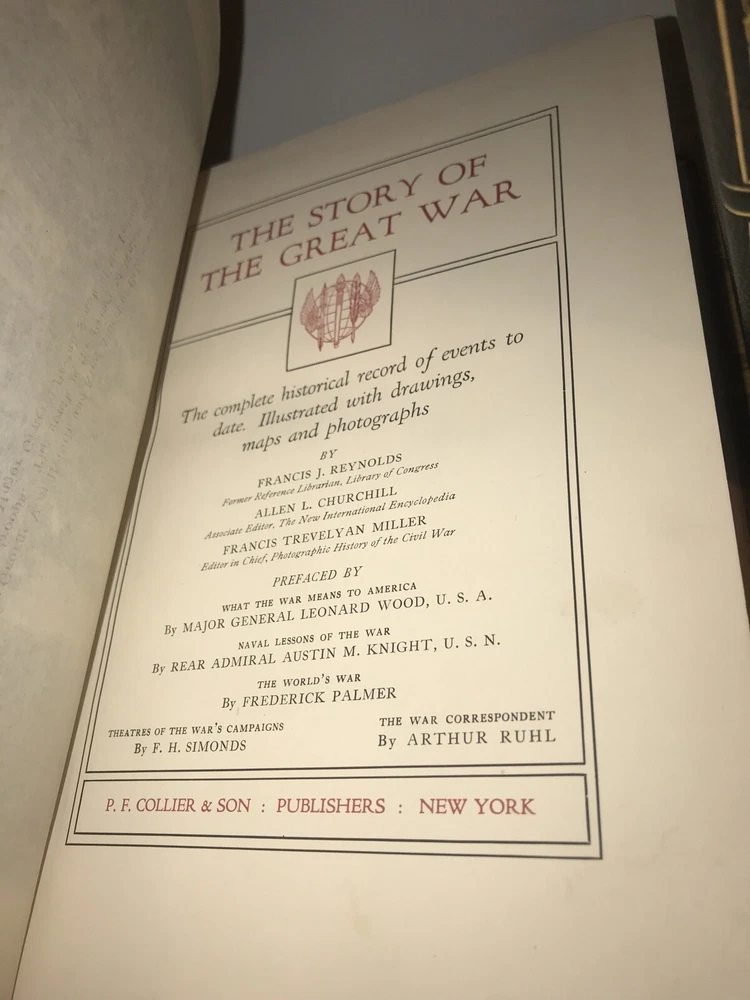 THE STORY OF
THE GREAT WAR
The complete historical record of events to
date. Illustrated with drawings,
maps and photographs
BY
FRANCIS J. REYNOLDS
Former Reference Librarian, Library of Congress
ALLEN L. CHURCHILL
Associate Editor, The New International Encyclopedia
FRANCIS TREVELYAN MILLER
Editor in Chief, Photographic History of the Civil War
PREFACED BY
WHAT THE WAR MEANS TO AMERICA
By MAJOR GENERAL LEONARD WOOD, U. S. A.
NAVAL LESSONS OF THE WAR
By REAR ADMIRAL AUSTIN M. KNIGHT, U. S. N.
THE WORLD'S WAR
By FREDERICK PALMER
THEATRES OF THE WAR'S CAMPAIGNS
By F. H. SIMONDS
THE WAR CORRESPONDENT
By ARTHUR RUHL
P. F. COLLIER & SON : PUBLISHERS : NEW YORK